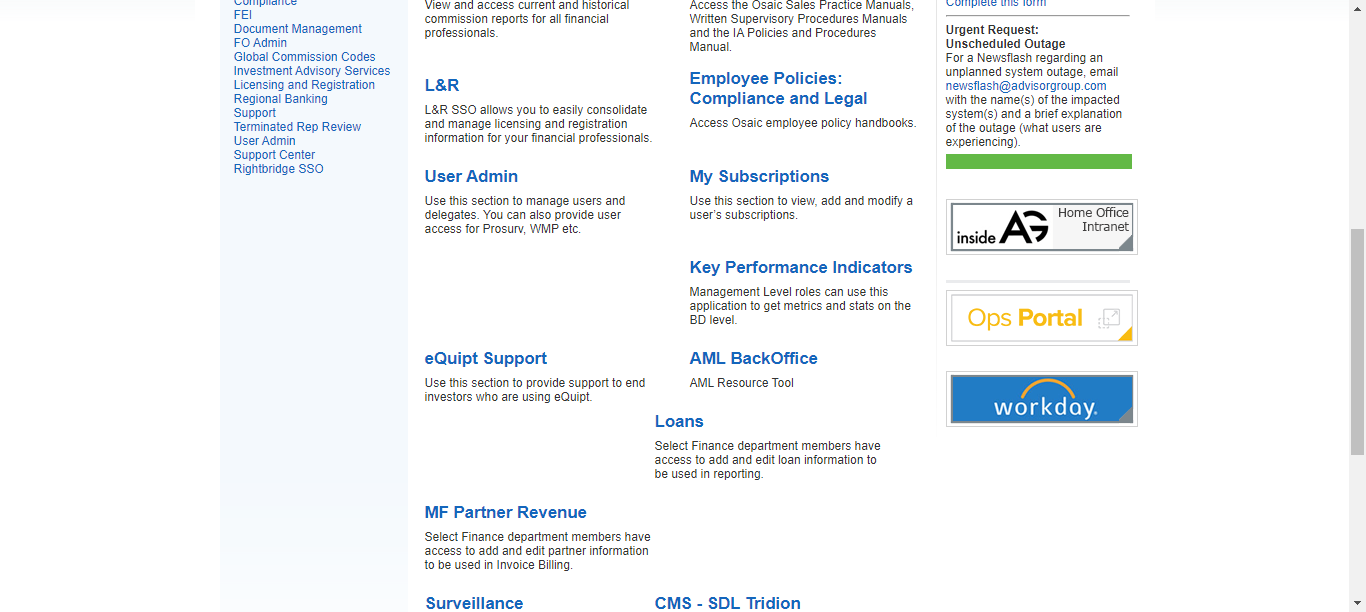 Compliance
FEI
Document Management
FO Admin
Global Commission Codes
Investment Advisory Services
Licensing and Registration
Regional Banking
Support
Terminated Rep Review
User Admin
Support Center
Rightbridge SSO
View and access current and historical
commission reports for all financial
professionals.
Access the Osaic Sales Practice Manuals,
Written Supervisory Procedures Manuals
and the IA Policies and Procedures
Manual.
L&R
L&R SSO allows you to easily consolidate
and manage licensing and registration
information for your financial professionals.
Employee Policies:
Compliance and Legal
Access Osaic employee policy handbooks.
User Admin
Use this section to manage users and
delegates. You can also provide user
access for Prosurv, WMP etc.
My Subscriptions
Use this section to view, add and modify a
user’s subscriptions.
Key Performance Indicators
Management Level roles can use this
application to get metrics and stats on the
BD level.
eQuipt Support
Use this section to provide support to end
investors who are using eQuipt.
AML BackOffice
AML Resource Tool
Loans
Select Finance department members have
access to add and edit loan information to
be used in reporting.
MF Partner Revenue
Select Finance department members have
access to add and edit partner information
to be used in Invoice Billing.
Surveillance
CMS - SDL Tridion
Complete this form
Urgent Request:
Unscheduled Outage
For a Newsflash regarding an
unplanned system outage, email
newsflash@advisorgroup.com
with the name(s) of the impacted
system(s) and a brief explanation
of the outage (what users are
experiencing).
inside AG Home Office
Intranet
Ops Portal
workday.